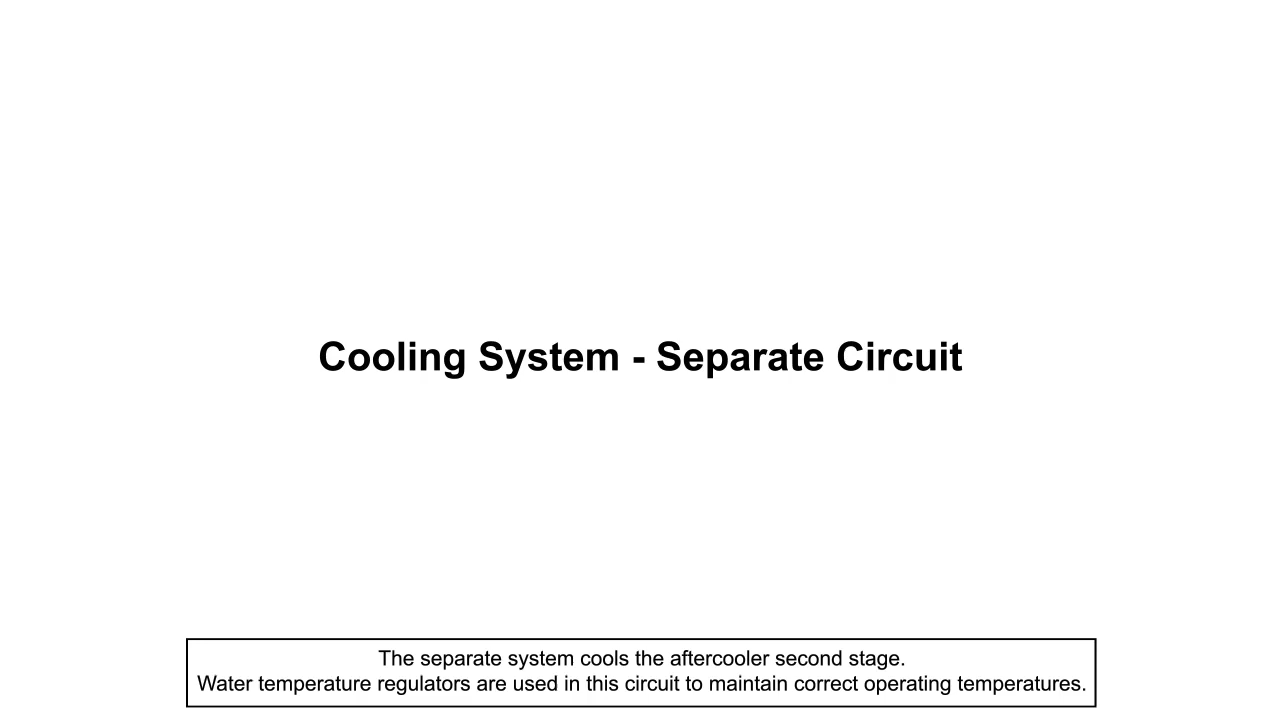 Cooling System - Separate Circuit
The separate system cools the aftercooler second stage.
Water temperature regulators are used in this circuit to maintain correct operating temperatures.